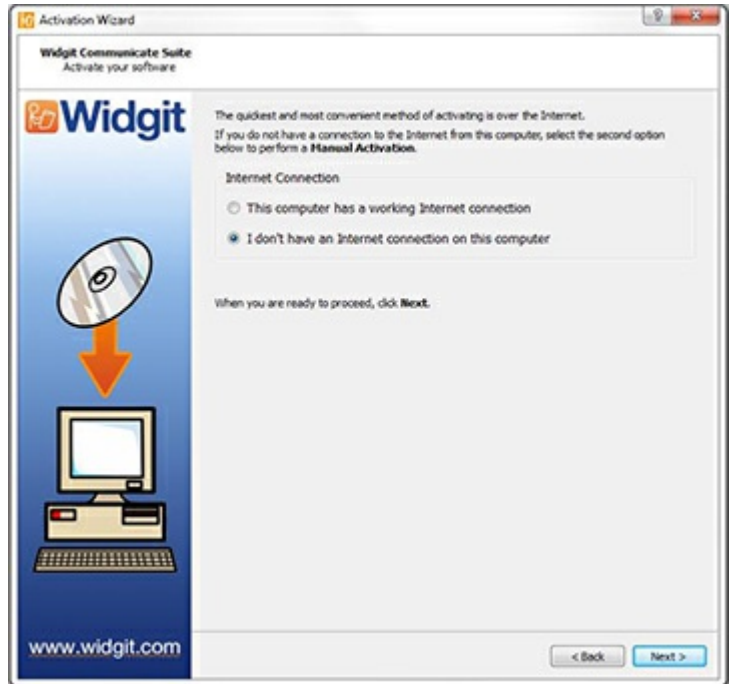 Activation Wizard
Widgit Communicate Suite
Activate your software
Widgit
The quickest and most convenient method of activating is over the Internet.
If you do not have a connection to the Internet from this computer, select the second option
below to perform a Manual Activation.
Internet Connection
This computer has a working Internet connection
I don't have an Internet connection on this computer
When you are ready to proceed, click Next.
www.widgit.com
< Back
Next >